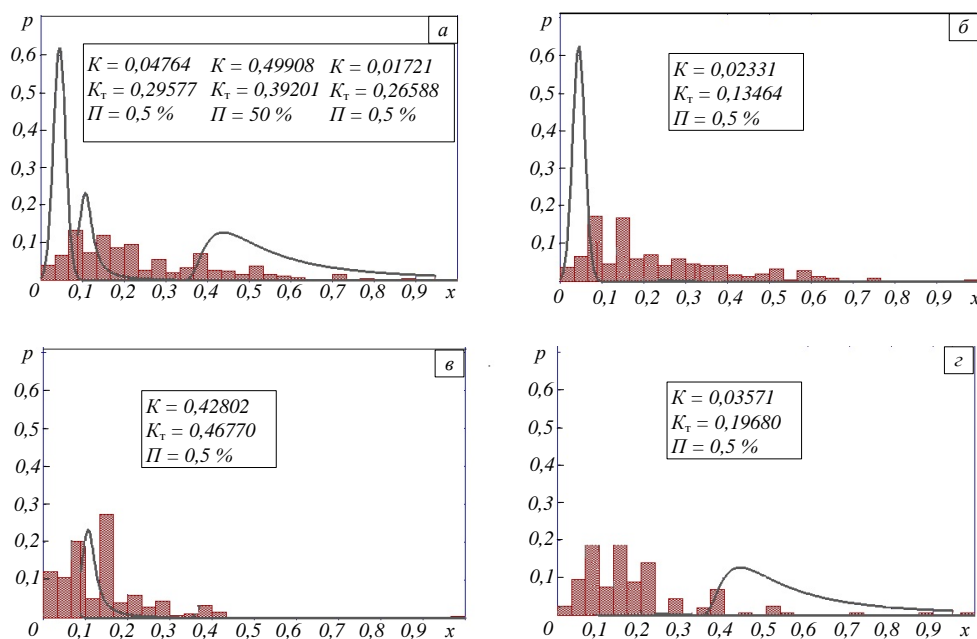 p
а
K = 0,04764 K = 0,49908 K = 0,01721
Kт = 0,29577 Kт = 0,39201 Kт = 0,26588
П = 0,5 % П = 50 % П = 0,5 %
0,6
0,5
0,4
0,3
0,2
0,1
0 0,1 0,2 0,3 0,4 0,5 0,6 0,7 0,8 0,9 x
p
б
K = 0,02331
Kт = 0,13464
П = 0,5 %
0,6
0,5
0,4
0,3
0,2
0,1
0 0,1 0,2 0,3 0,4 0,5 0,6 0,7 0,8 0,9 x
p
в
K = 0,42802
Kт = 0,46770
П = 0,5 %
0,6
0,5
0,4
0,3
0,2
0,1
0 0,1 0,2 0,3 0,4 0,5 0,6 0,7 0,8 0,9 x
p
г
K = 0,03571
Kт = 0,19680
П = 0,5 %
0,6
0,5
0,4
0,3
0,2
0,1
0 0,1 0,2 0,3 0,4 0,5 0,6 0,7 0,8 0,9 x